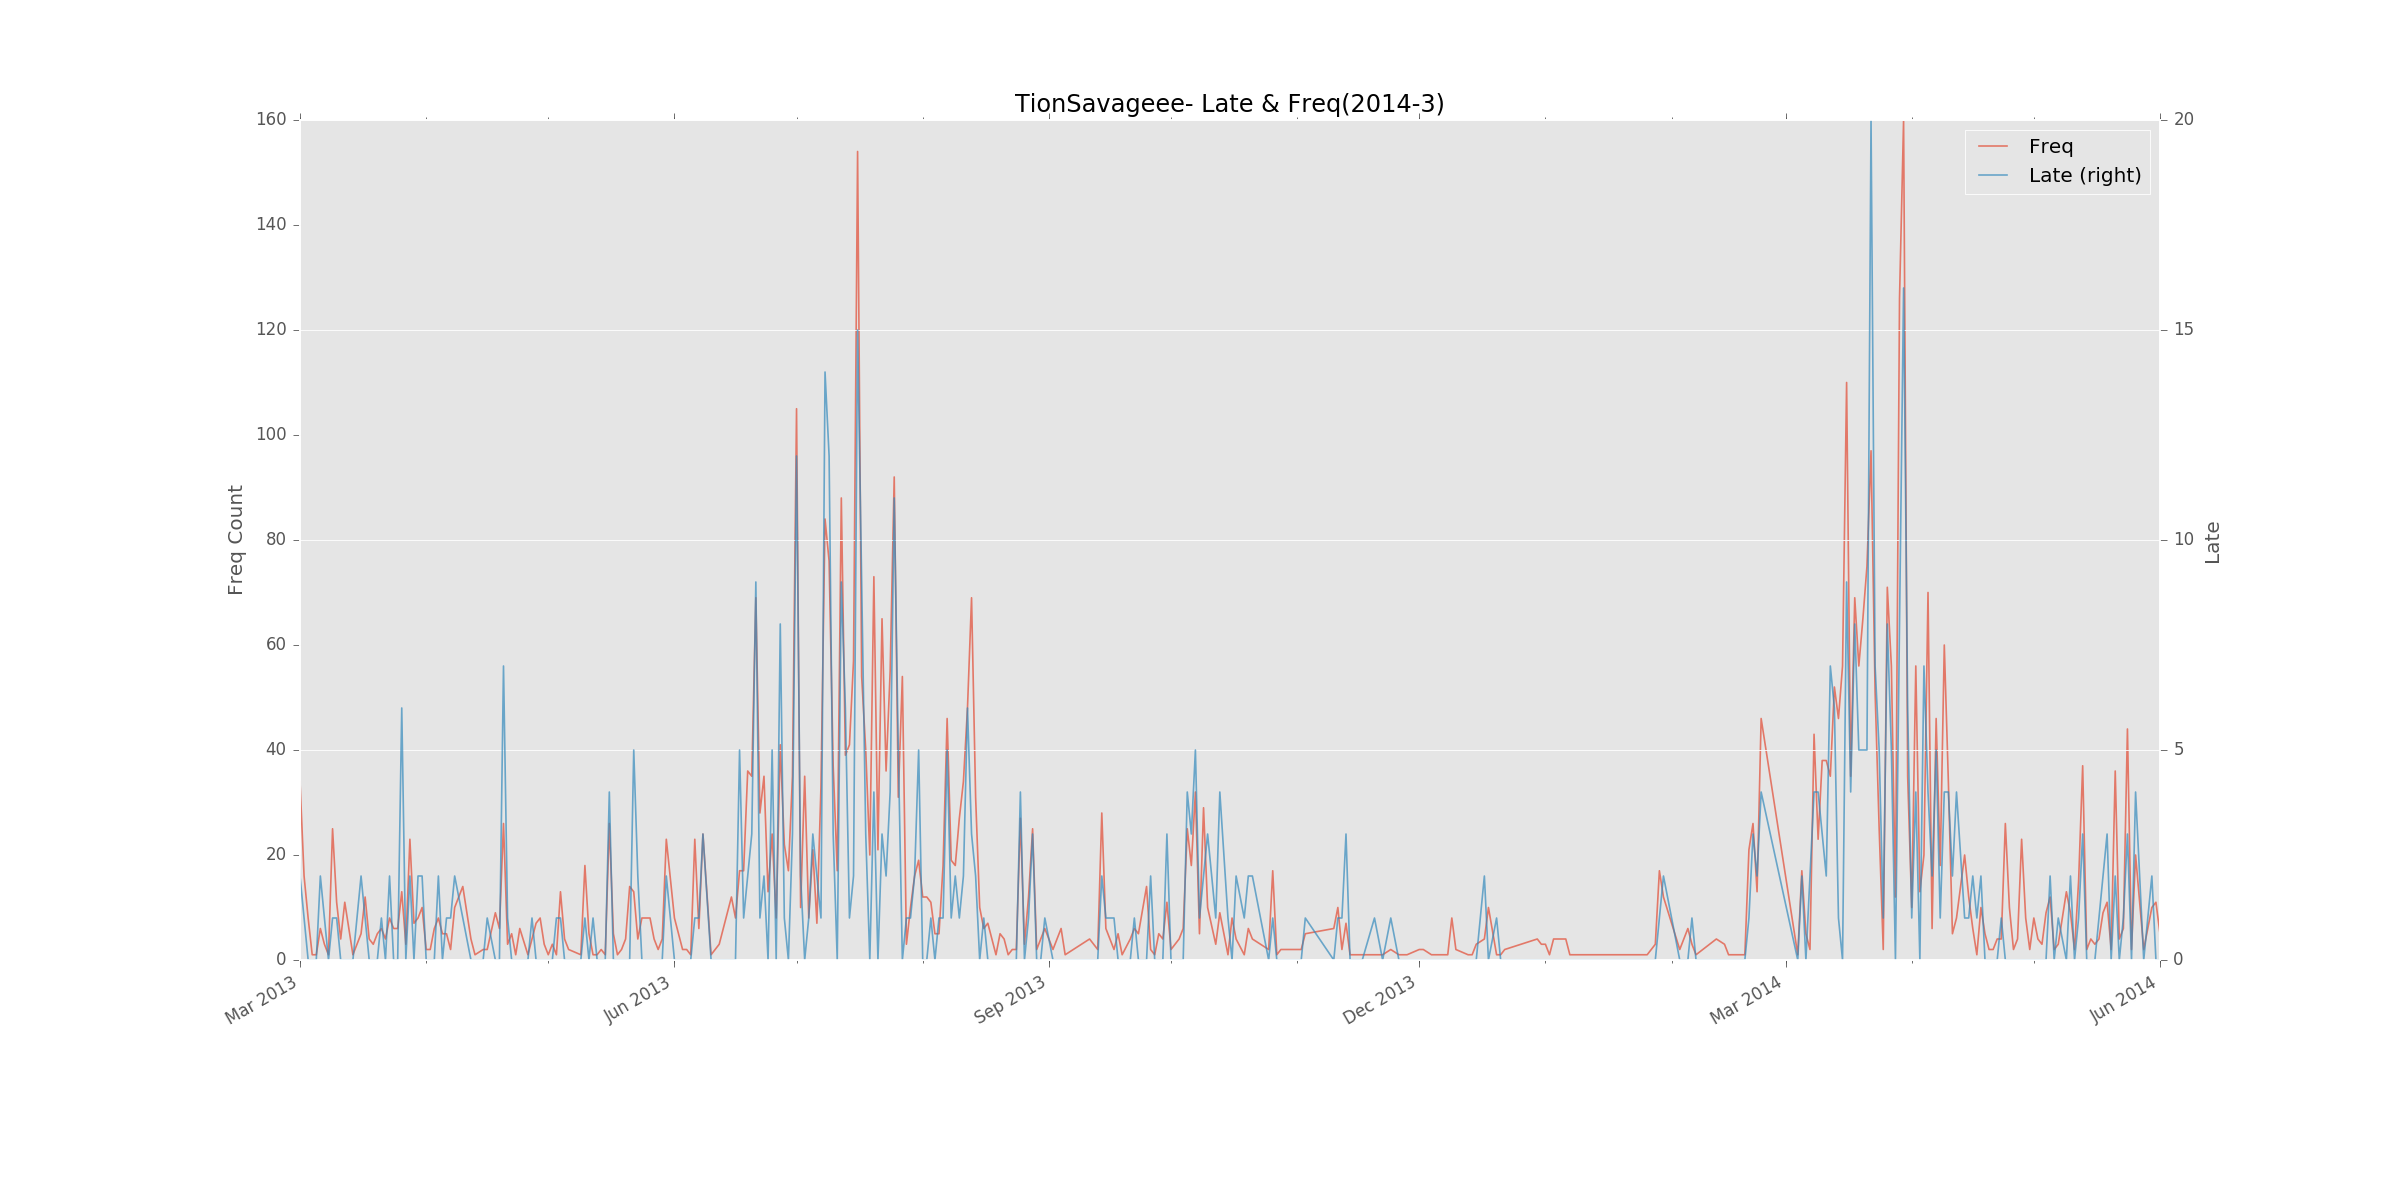 TionSavageee- Late & Freq(2014-3)
160
140
120
100
80
60
40
20
0
Freq Count
20
15
10
5
0
Late
Freq
Late (right)
Mar 2013
Jun 2013
Sep 2013
Dec 2013
Mar 2014
Jun 2014